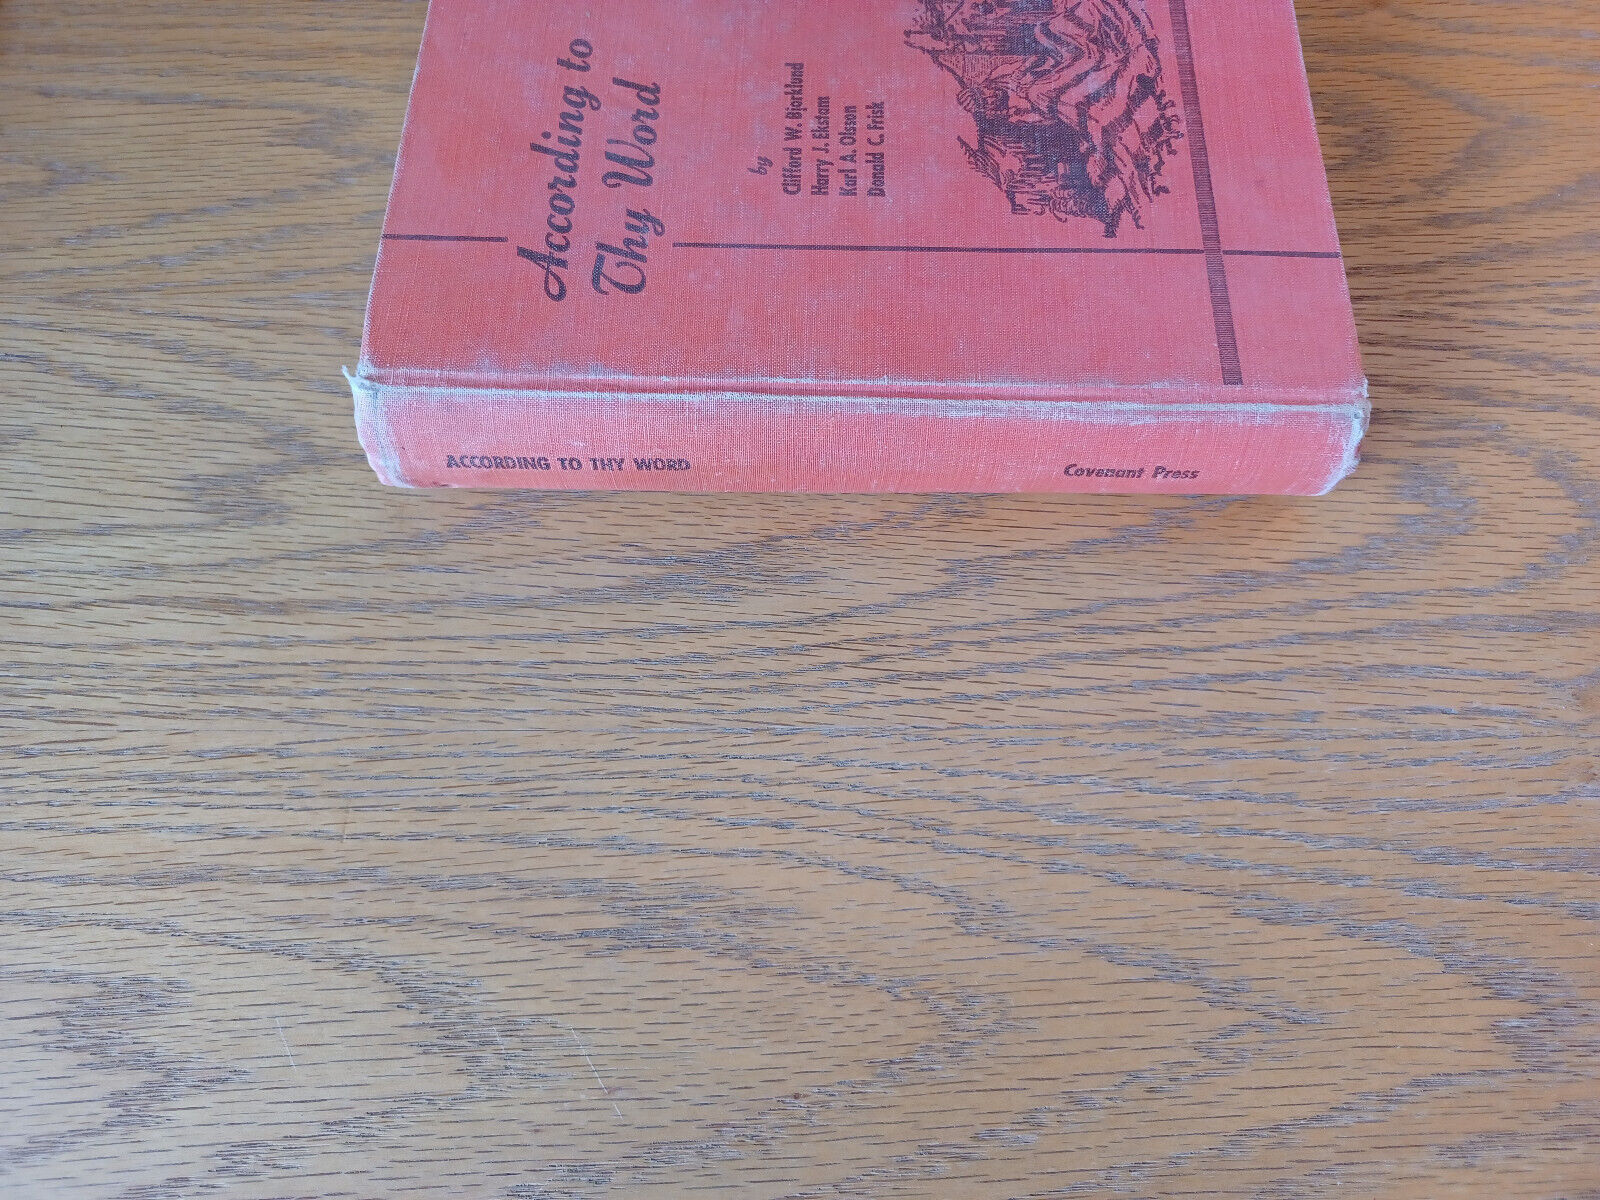 According to
Thy Word
by
Clifford W. Bjorklund
Harry J. Ekstam
Karl A. Olsson
Donald C. Frisk
ACCORDING TO THY WORD
Covenant Press